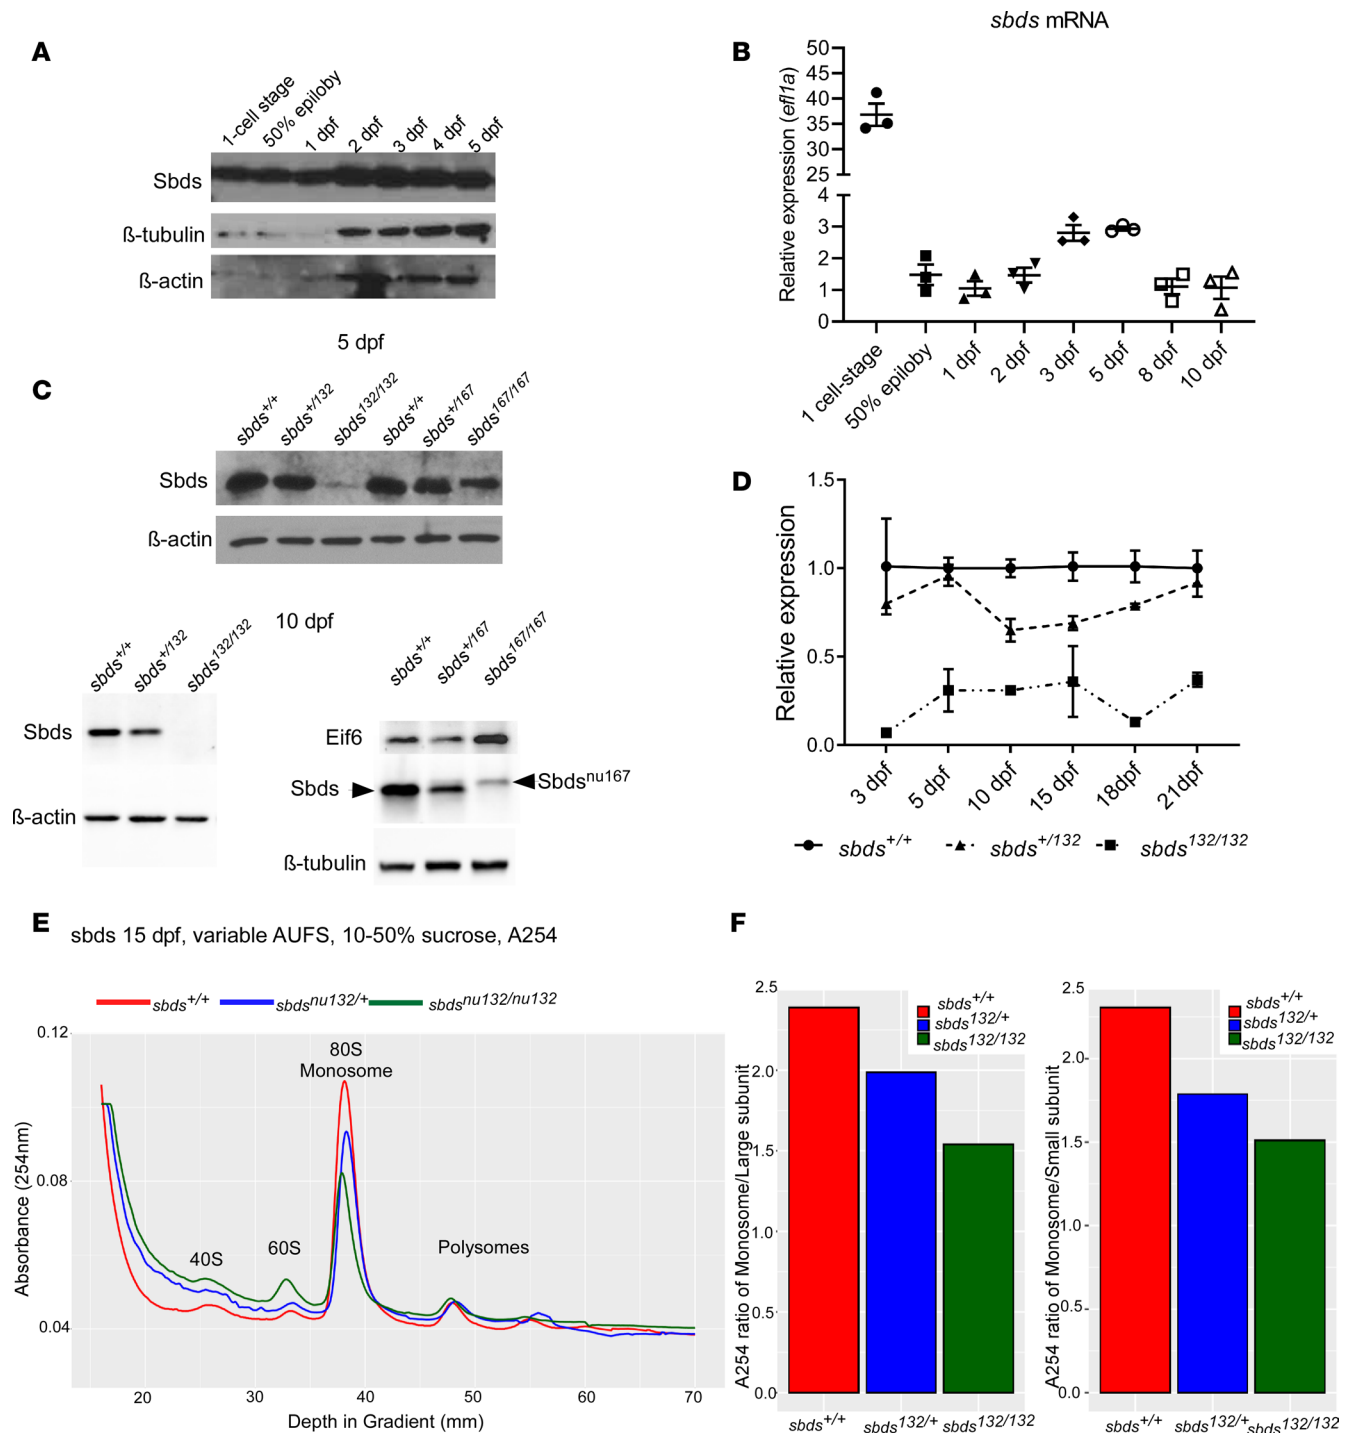 A
1-cell stage
50% epiloby
1 dpf
2 dpf
3 dpf
4 dpf
5 dpf
Sbds
ß-tubulin
ß-actin
B
sbds mRNA
Relative expression (efl1a)
50
45
40
35
30
25
4
3
2
1
0
1 cell-stage
50% epiloby
1 dpf
2 dpf
3 dpf
5 dpf
8 dpf
10 dpf
C
5 dpf
sbds+/+
sbds+/132
sbds132/132
sbds+/+
sbds+/167
sbds167/167
Sbds
ß-actin
10 dpf
sbds+/+
sbds+/132
sbds132/132
Sbds
ß-actin
sbds+/+
sbds+/167
sbds167/167
Eif6
Sbds
Sbdsnu167
ß-tubulin
D
Relative expression
1.5
1.0
0.5
0.0
3 dpf
5 dpf
10 dpf
15 dpf
18dpf
21dpf
sbds+/+
sbds+/132
sbds132/132
E
sbds 15 dpf, variable AUFS, 10-50% sucrose, A254
sbds+/+
sbdsnu132/+
sbdsnu132/nu132
Absorbance (254nm)
0.12
0.08
0.04
80S
Monosome
40S
60S
Polysomes
20
30
40
50
60
70
Depth in Gradient (mm)
F
A254 ratio of Monosome/Large subunit
2.5
2.0
1.5
1.0
0.5
0.0
sbds+/+
sbds132/+
sbds132/132
sbds+/+
sbds132/+
sbds132/132
A254 ratio of Monosome/Small subunit
2.5
2.0
1.5
1.0
0.5
0.0
sbds+/+
sbds132/+
sbds132/132
sbds+/+
sbds132/+
sbds132/132